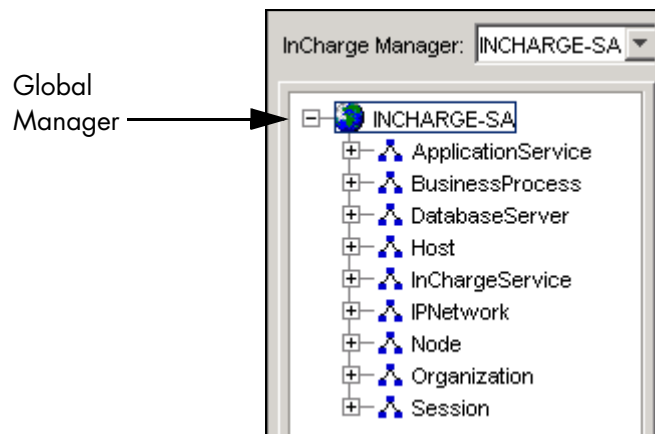 InCharge Manager: INCHARGE-SA
Global
Manager
INCHARGE-SA
ApplicationService
BusinessProcess
DatabaseServer
Host
InChargeService
IPNetwork
Node
Organization
Session